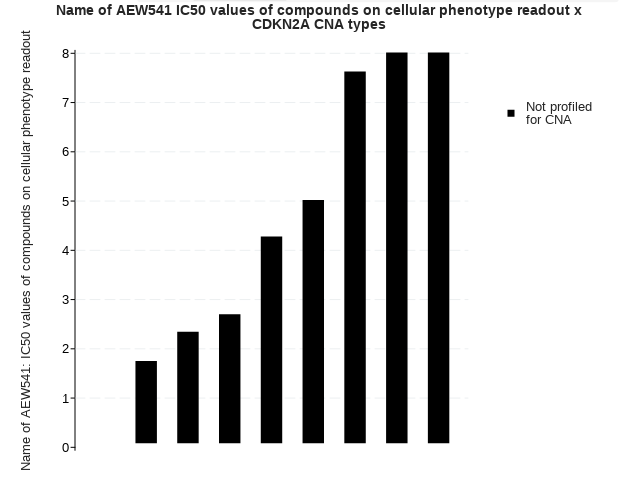 Name of AEW541 IC50 values of compounds on cellular phenotype readout x
CDKN2A CNA types
Name of AEW541: IC50 values of compounds on cellular phenotype readout
8
7
6
5
4
3
2
1
0
Not profiled
for CNA